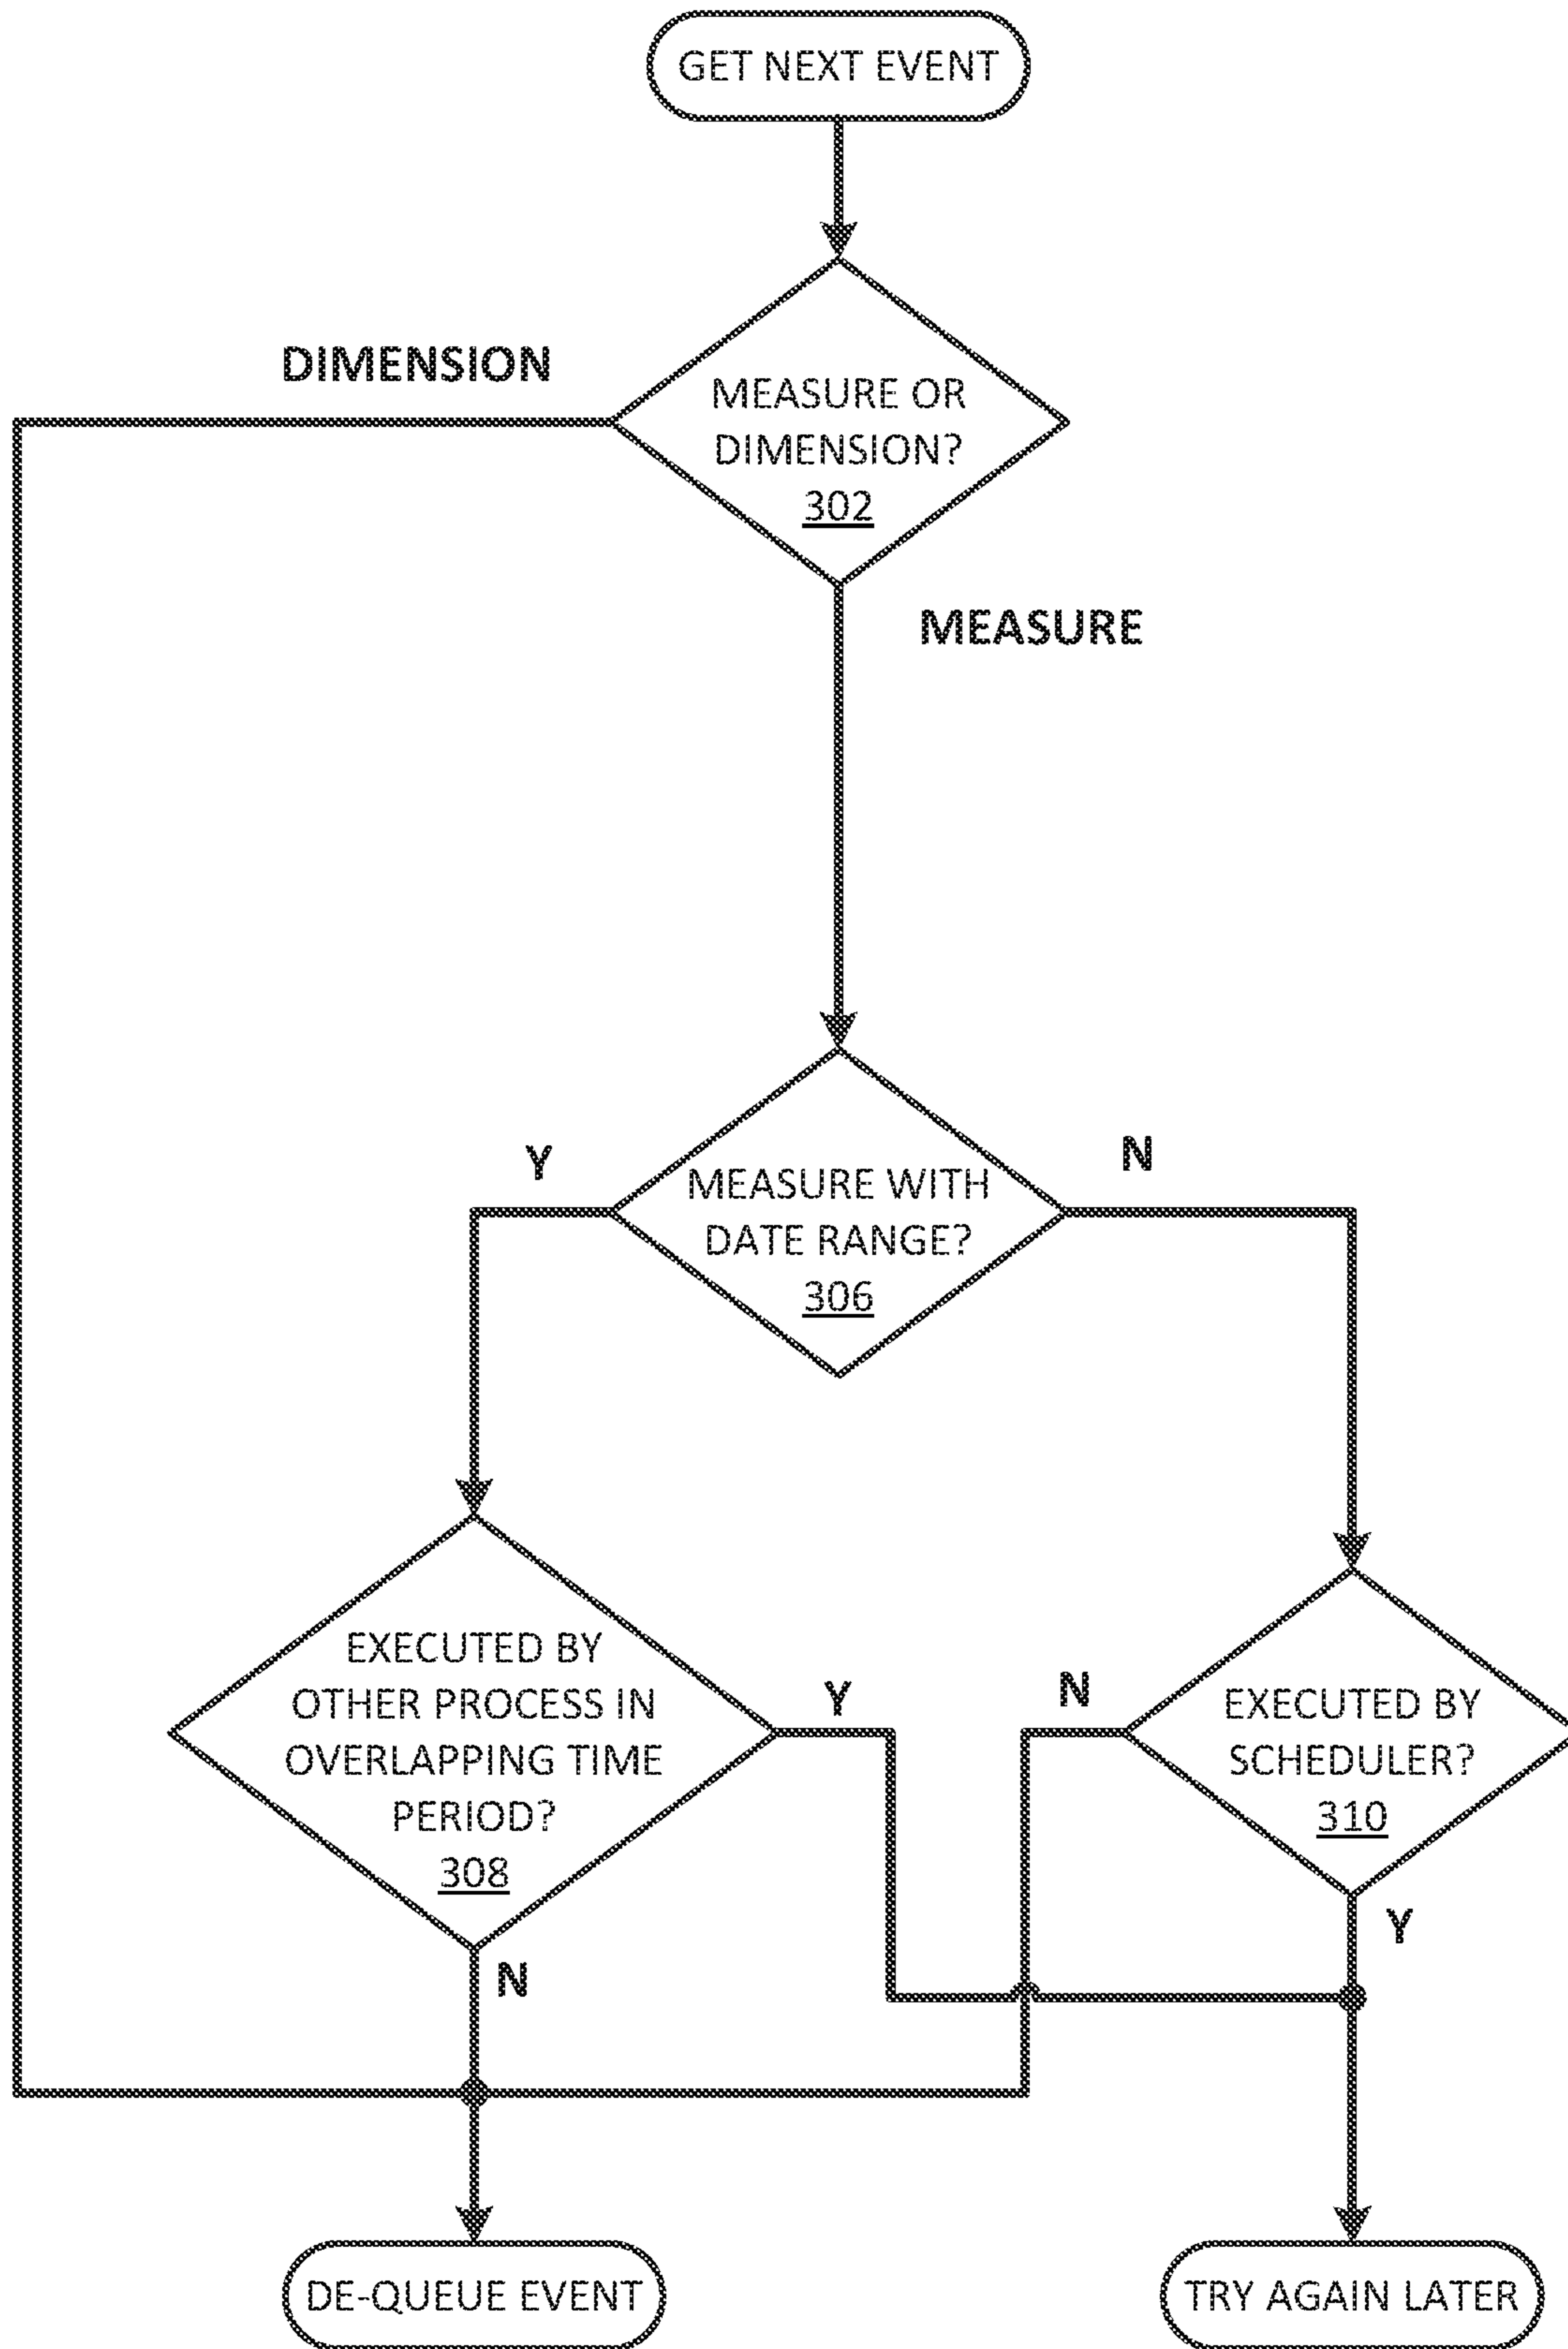 GET NEXT EVENT
DIMENSION
MEASURE OR
DIMENSION?
302
MEASURE
Y
N
MEASURE WITH
DATE RANGE?
306
EXECUTED BY
OTHER PROCESS IN
OVERLAPPING TIME
PERIOD?
308
Y
N
EXECUTED BY
SCHEDULER?
310
Y
N
DE-QUEUE EVENT
TRY AGAIN LATER